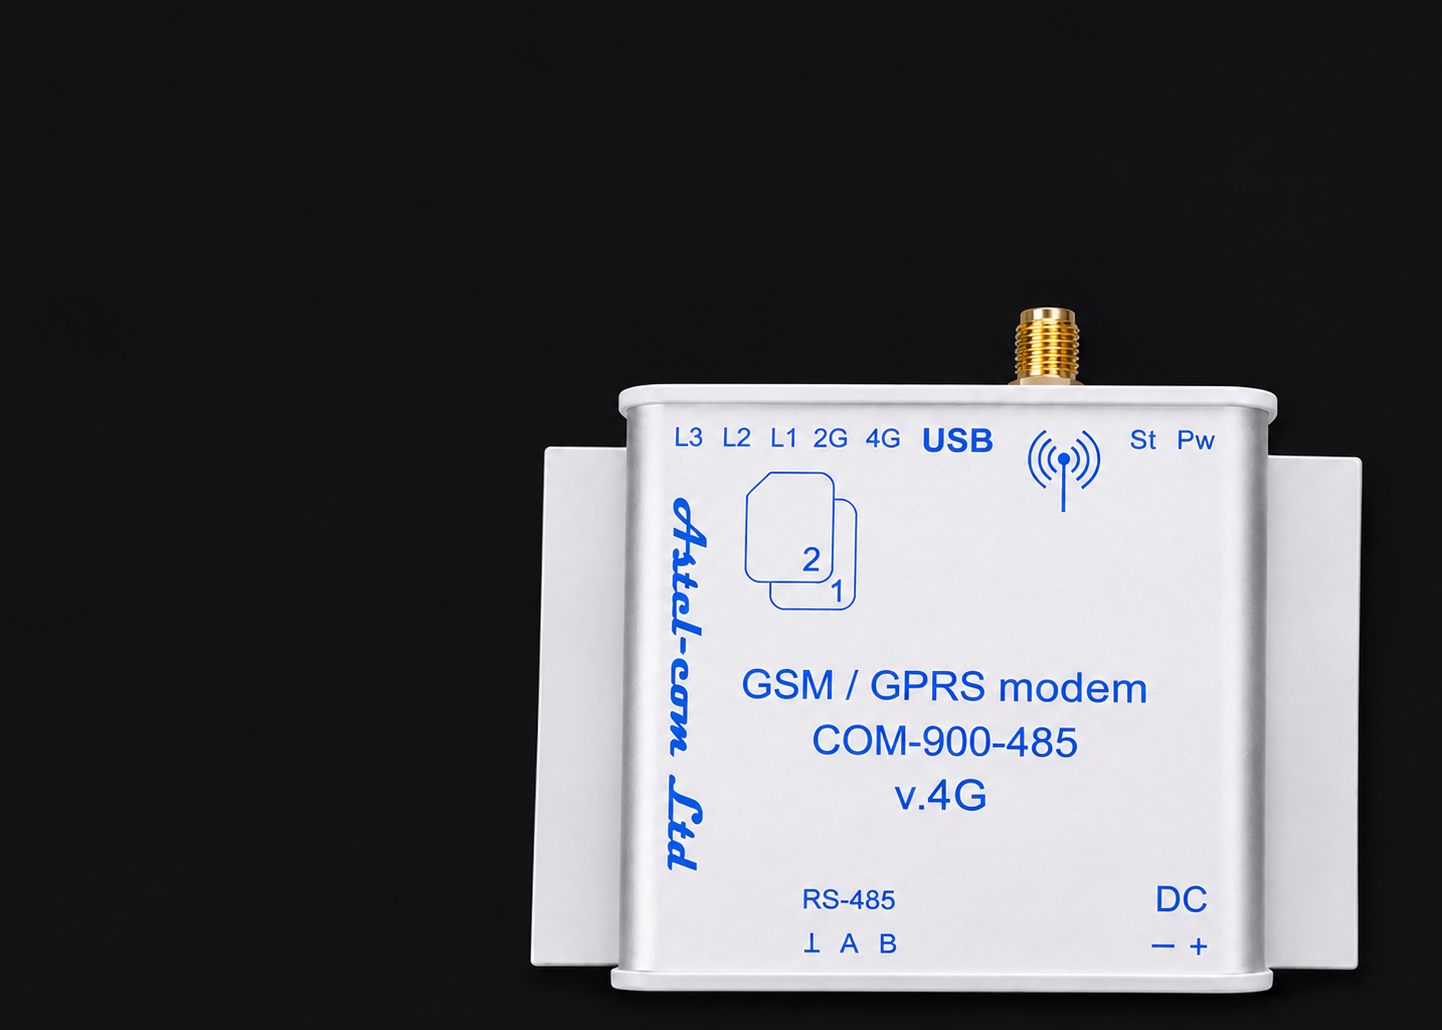 L3 L2 L1 2G 4G USB St Pw
2
1
Astel-com Ltd
GSM / GPRS modem
COM-900-485
v.4G
RS-485
⊥ A B
DC
− +